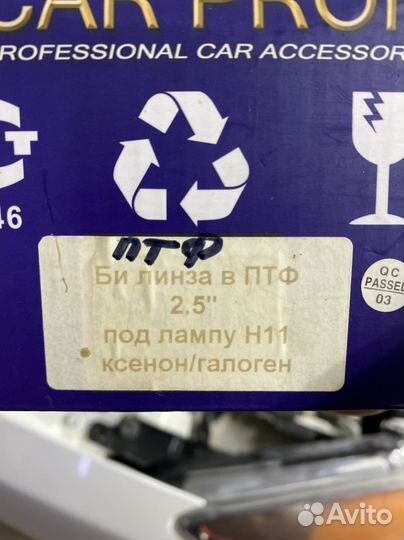 CAR PROF
PROFESSIONAL CAR ACCESSOR
46
ПТФ
QC
PASSED
03
Би линза в ПТФ
2.5"
под лампу H11
ксенон/галоген
Avito